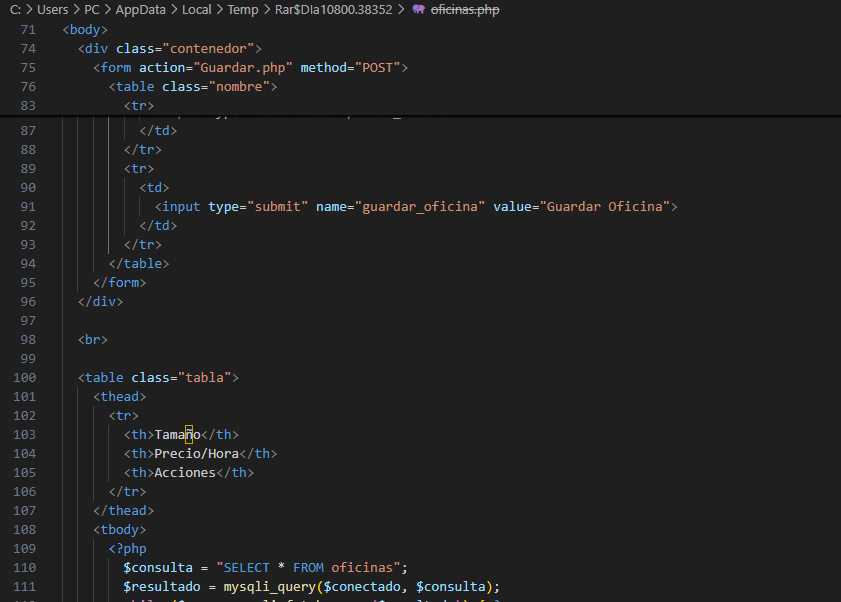 C: > Users > PC > AppData > Local > Temp > Rar$DIa10800.38352 > oficinas.php
71 <body>
74 <div class="contenedor">
75 <form action="Guardar.php" method="POST">
76 <table class="nombre">
83 <tr>
87 </td>
88 </tr>
89 <tr>
90 <td>
91 <input type="submit" name="guardar_oficina" value="Guardar Oficina">
92 </td>
93 </tr>
94 </table>
95 </form>
96 </div>
97
98 <br>
99
100 <table class="tabla">
101 <thead>
102 <tr>
103 <th>Tamaño</th>
104 <th>Precio/Hora</th>
105 <th>Acciones</th>
106 </tr>
107 </thead>
108 <tbody>
109 <?php
110 $consulta = "SELECT * FROM oficinas";
111 $resultado = mysqli_query($conectado, $consulta);